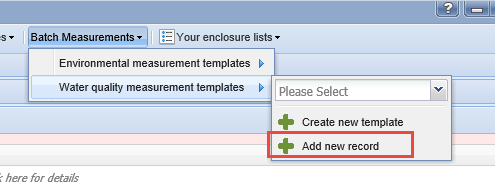 s Batch Measurements Your enclosure lists
Environmental measurement templates
Water quality measurement templates
Please Select
Create new template
Add new record
k here for details